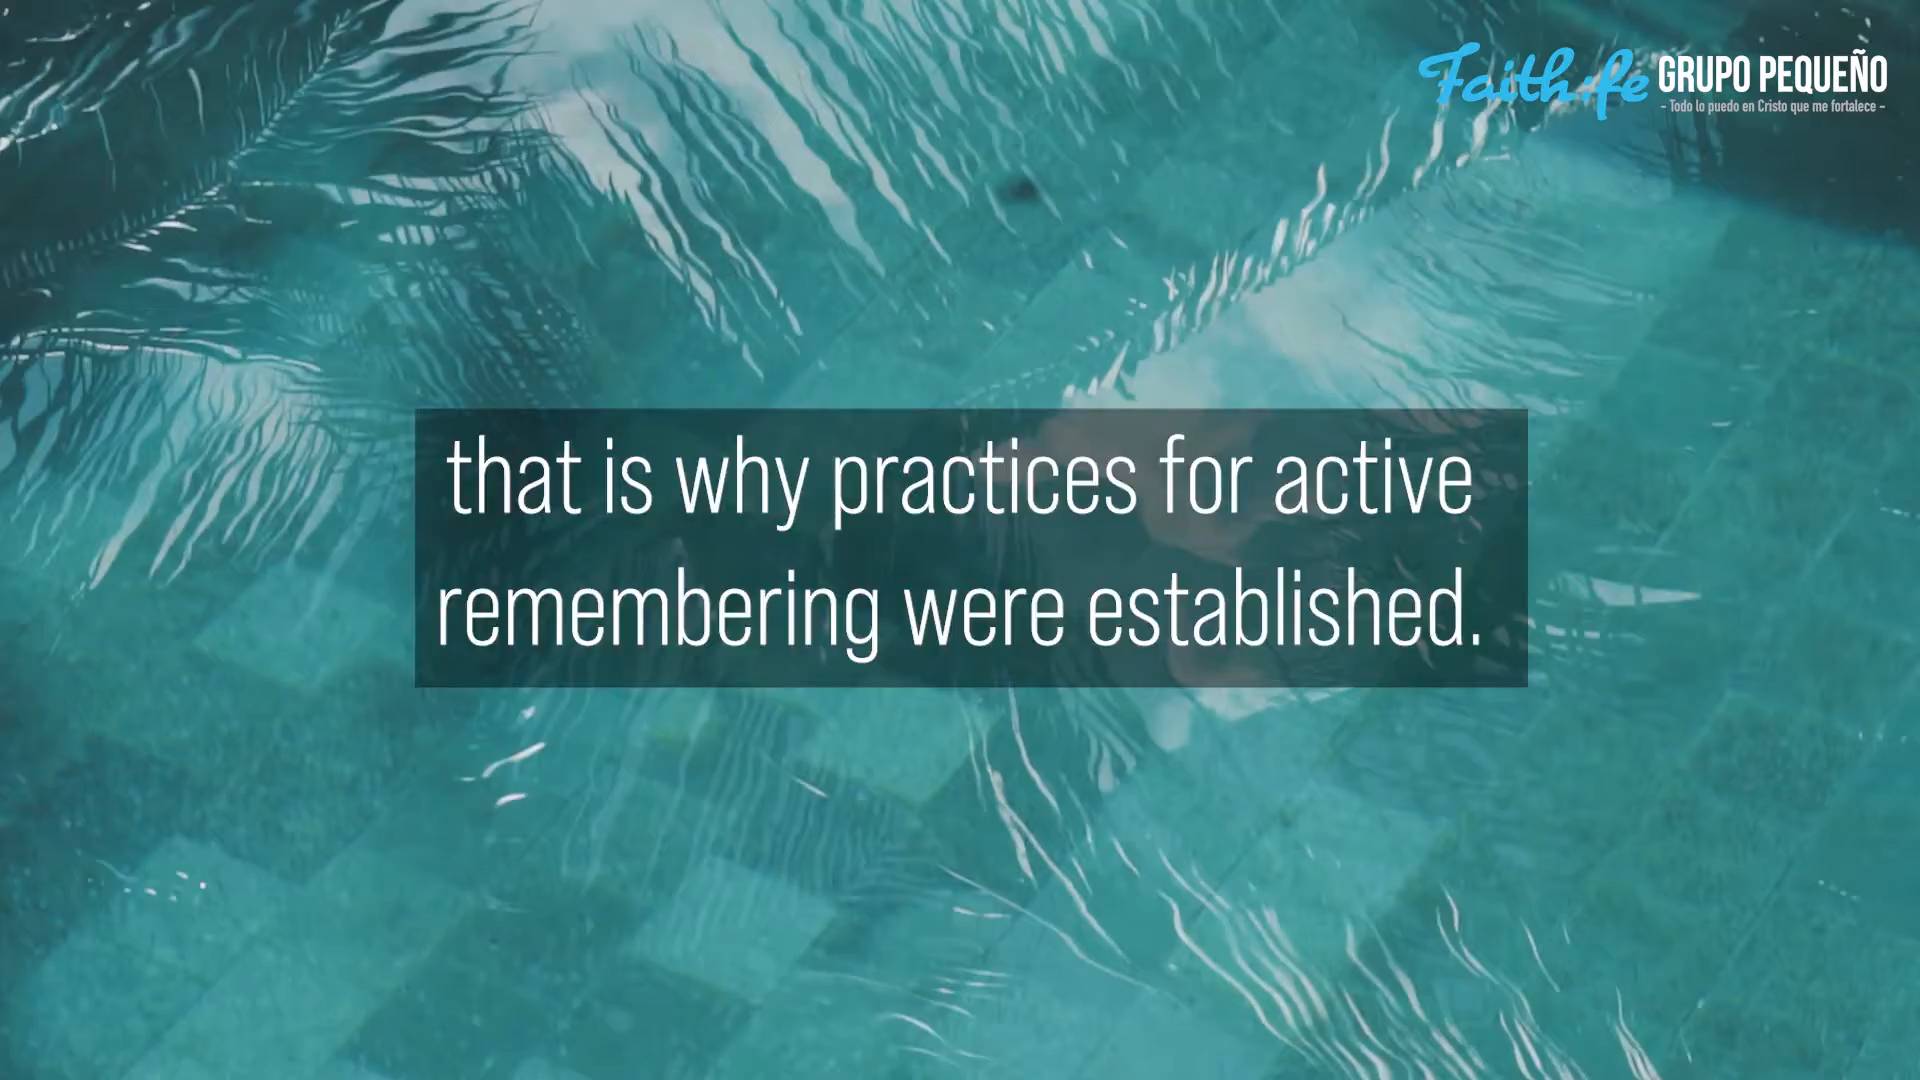 Faith:fe GRUPO PEQUEÑO
- Todo lo puedo en Cristo que me fortalece -
that is why practices for active
remembering were established.